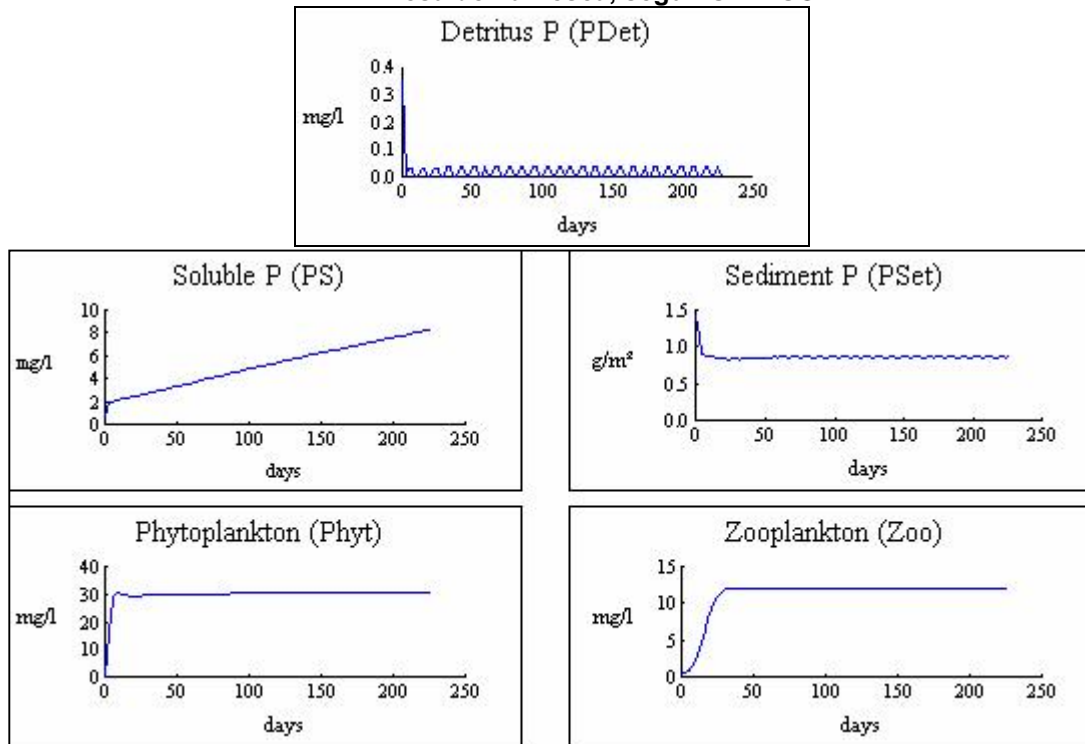 Detritus P (PDet)
0.4
0.3
mg/l
0.2
0.1
0.0
0 50 100 150 200 250
days
Soluble P (PS)
10
8
mg/l
6
4
2
0
0 50 100 150 200 250
days
Sediment P (PSet)
1.5
g/m²
1.0
0.5
0.0
0 50 100 150 200 250
days
Phytoplankton (Phyt)
40
30
mg/l
20
10
0
0 50 100 150 200 250
days
Zooplankton (Zoo)
15
mg/l
10
5
0
0 50 100 150 200 250
days